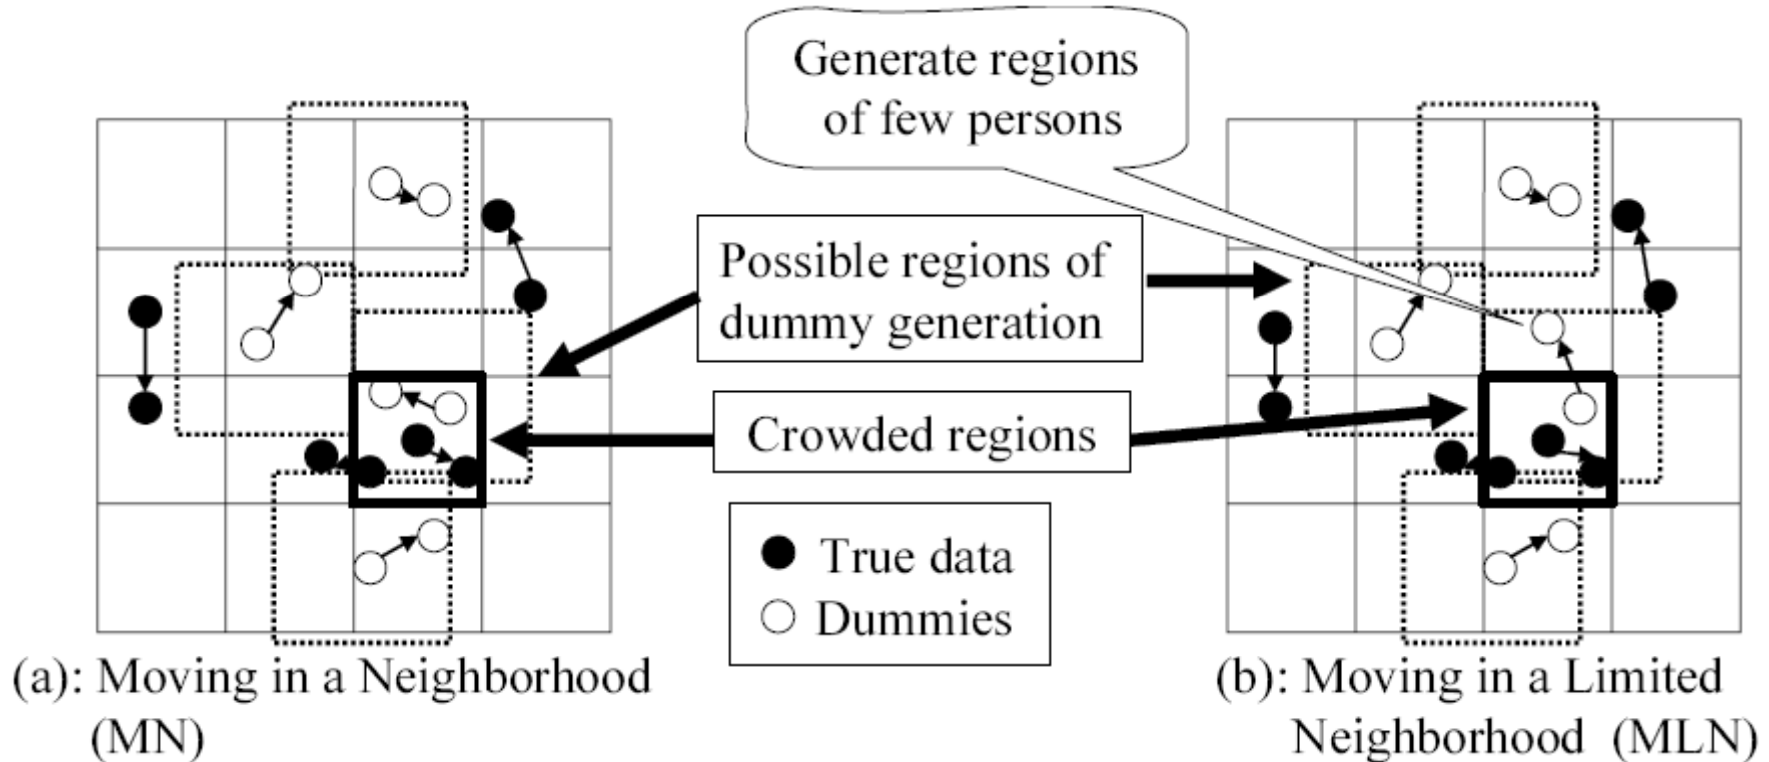 Generate regions
of few persons
Possible regions of
dummy generation
Crowded regions
True data
Dummies
(a): Moving in a Neighborhood
(MN)
(b): Moving in a Limited
Neighborhood (MLN)